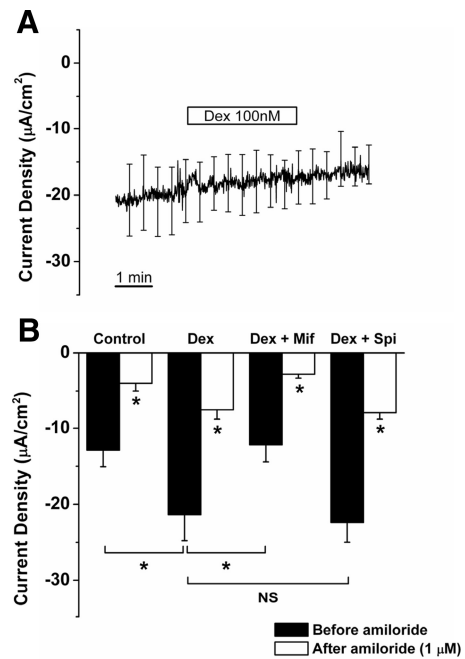 A
0
-10
-20
-30
Current Density (µA/cm²)
Dex 100nM
1 min
B
Control Dex Dex + Mif Dex + Spi
0
-10
-20
-30
Current Density (µA/cm²)
* * * *
* *
NS
Before amiloride
After amiloride (1 µM)